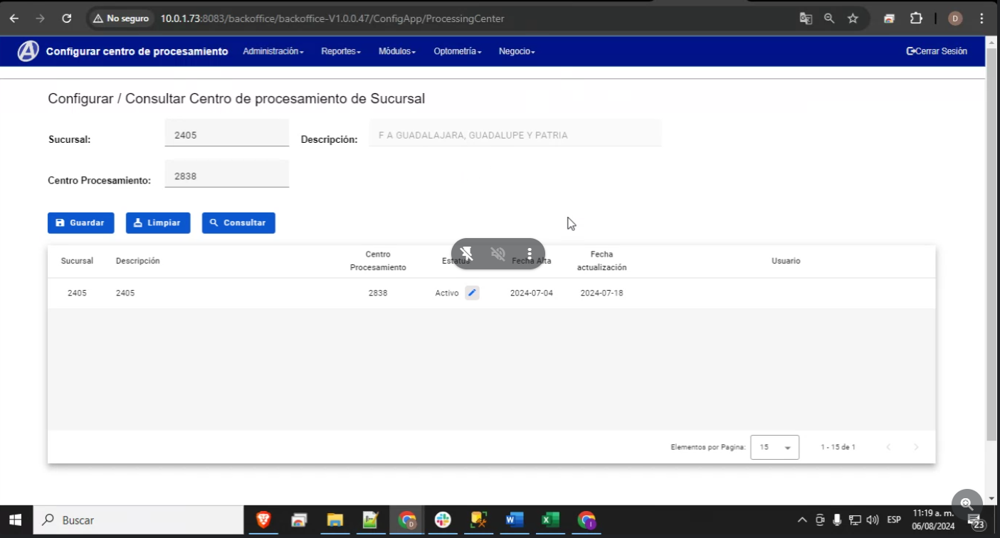 No seguro 10.0.1.73:8083/backoffice/backoffice-V1.0.0.47/ConfigApp/ProcessingCenter D
A Configurar centro de procesamiento Administración Reportes Módulos Optometría Negocio Cerrar Sesión
Configurar / Consultar Centro de procesamiento de Sucursal
Sucursal: 2405 Descripción: F A GUADALAJARA, GUADALUPE Y PATRIA
Centro Procesamiento: 2838
Guardar Limpiar Consultar
Sucursal Descripción Centro Procesamiento Estatus Fecha Alta Fecha actualización Usuario
2405 2405 2838 Activo 2024-07-04 2024-07-18
Elementos por Pagina: 15 1 - 15 de 1
Buscar ESP 11:19 a. m.
06/08/2024 23